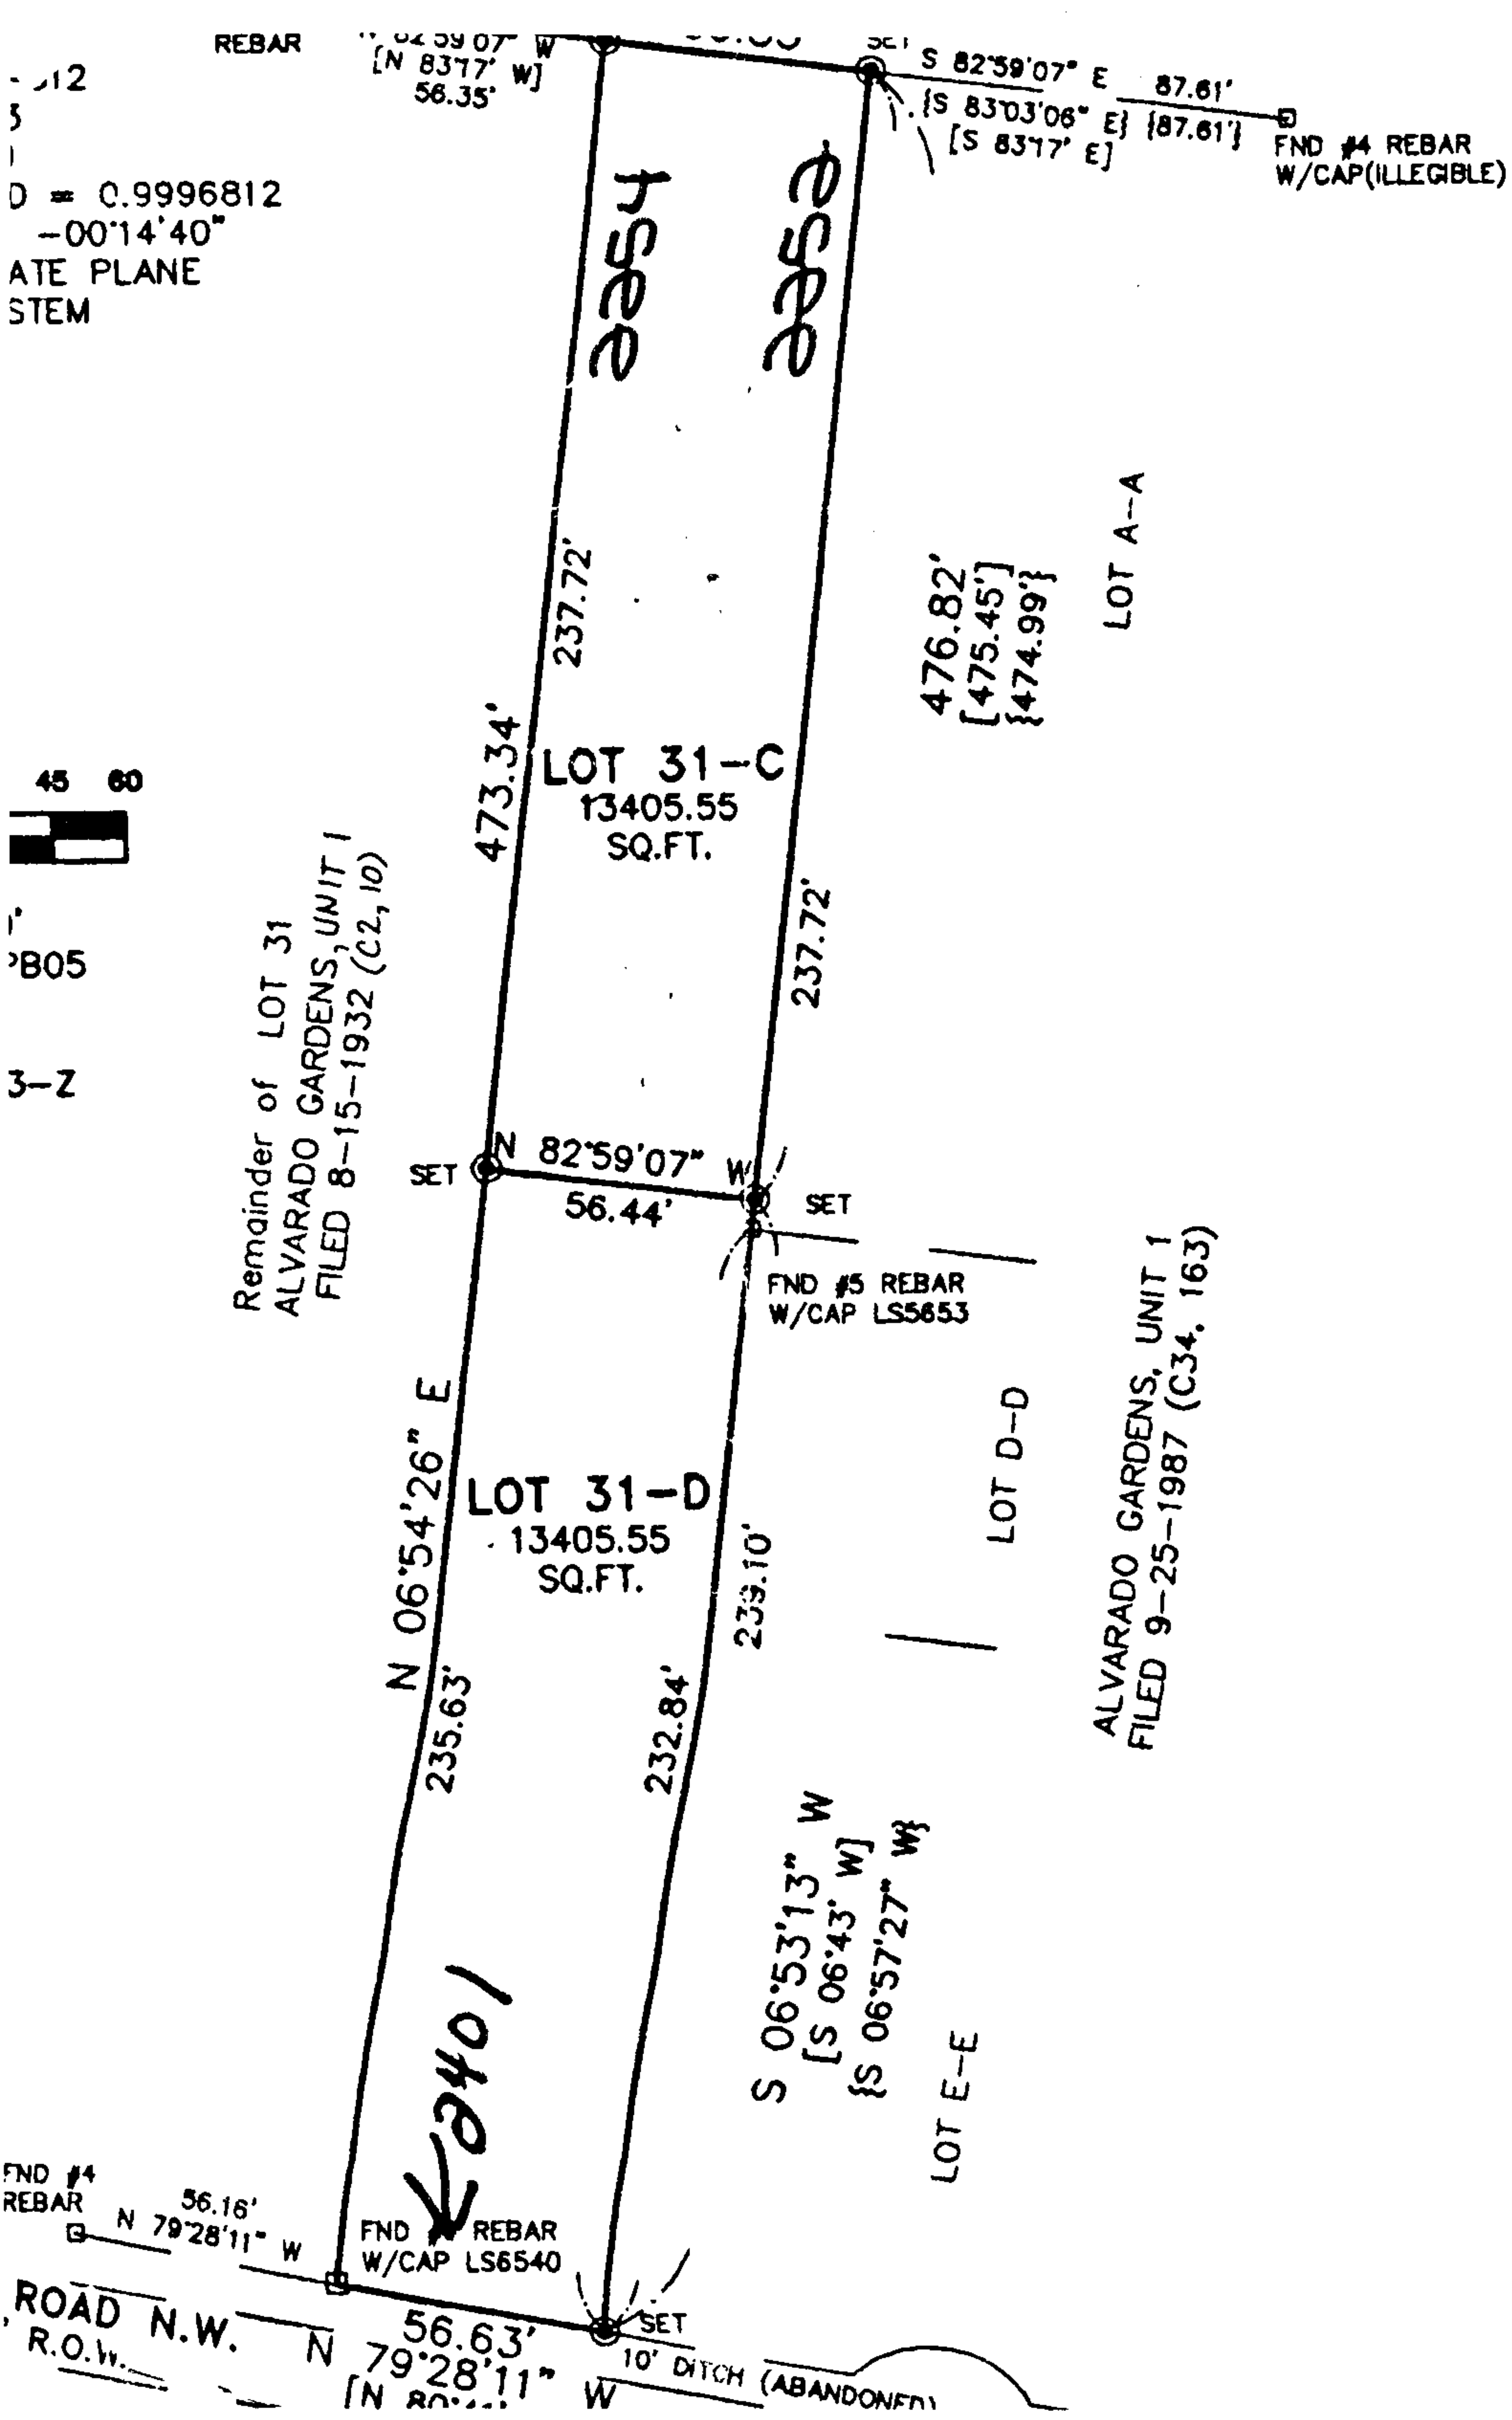 REBAR
[N 83°17' W]
56.35'
S 82°59'07" E 87.61'
{S 83°03'06" E} {87.61'}
[S 83°17' E]
FND #4 REBAR
W/CAP(ILLEGIBLE)
= 0.9996812
-00°14'40"
ATE PLANE
STEM
2254
2252
237.72'
473.34'
LOT 31-C
13405.55
SQ.FT.
237.72'
476.82'
[475.45']
{474.99'}
LOT A-A
45 60
Remainder of LOT 31
ALVARADO GARDENS, UNIT 1
FILED 8-15-1932 (C2, 10)
PB05
3-Z
SET
N 82°59'07" W
56.44'
SET
FND #5 REBAR
W/CAP LS5653
N 06°54'26" E
235.63'
LOT 31-D
13405.55
SQ.FT.
239.10'
232.84'
LOT D-D
ALVARADO GARDENS, UNIT 1
FILED 9-25-1987 (C34, 163)
S 06°53'13" W
[S 06°43' W]
{S 06°57'27" W}
LOT E-E
2401
FND #4
REBAR
56.16'
N 79°28'11" W
FND REBAR
W/CAP LS6540
ROAD N.W.
R.O.W.
56.63'
N 79°28'11" W
SET
10' DITCH (ABANDONED)